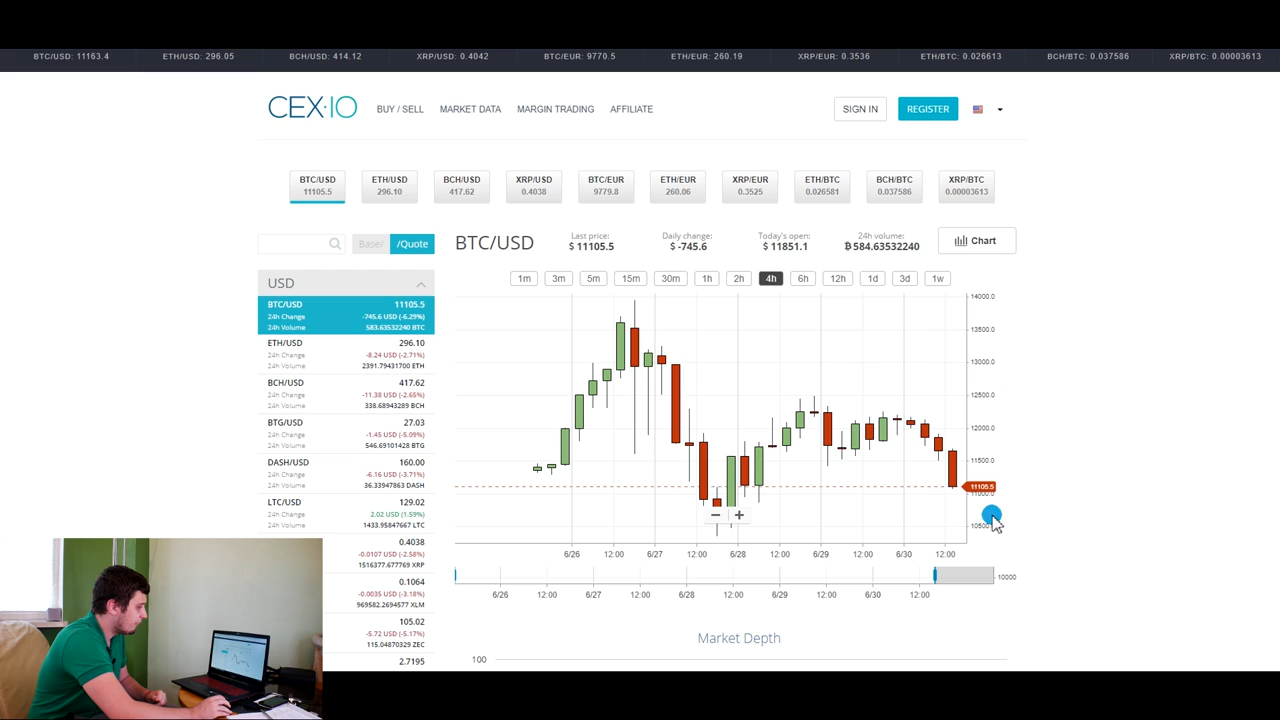 BTC/USD: 11163.4 ETH/USD: 296.05 BCH/USD: 414.12 XRP/USD: 0.4042 BTC/EUR: 9770.5 ETH/EUR: 260.19 XRP/EUR: 0.3536 ETH/BTC: 0.026613 BCH/BTC: 0.037586 XRP/BTC: 0.00003613
CEX·IO BUY / SELL MARKET DATA MARGIN TRADING AFFILIATE SIGN IN REGISTER
BTC/USD ETH/USD BCH/USD XRP/USD BTC/EUR ETH/EUR XRP/EUR ETH/BTC BCH/BTC XRP/BTC
11105.5 296.10 417.62 0.4038 9779.8 260.06 0.3525 0.026581 0.037586 0.00003613
Base/ /Quote
BTC/USD
Last price: Daily change: Today's open: 24h volume:
$ 11105.5 $ -745.6 $ 11851.1 ₿ 584.63532240
Chart
USD
BTC/USD 11105.5
24h Change -745.6 USD (-6.29%)
24h Volume 583.63532240 BTC
ETH/USD 296.10
24h Change -8.24 USD (-2.71%)
24h Volume 2391.79431700 ETH
BCH/USD 417.62
24h Change -11.38 USD (-2.65%)
24h Volume 338.68943289 BCH
BTG/USD 27.03
24h Change -1.45 USD (-5.09%)
24h Volume 546.69101428 BTG
DASH/USD 160.00
24h Change -6.16 USD (-3.71%)
24h Volume 36.33947863 DASH
LTC/USD 129.02
24h Change 2.02 USD (1.59%)
24h Volume 1433.95847667 LTC
0.4038
-0.0107 USD (-2.58%)
1516377.677769 XRP
0.1064
-0.0035 USD (-3.18%)
969582.2694577 XLM
105.02
-5.72 USD (-5.17%)
115.04870329 ZEC
2.7195
1m 3m 5m 15m 30m 1h 2h 4h 6h 12h 1d 3d 1w
14000.0
13500.0
13000.0
12500.0
12000.0
11500.0
11105.5
11000.0
− +
6/26 12:00 6/27 12:00 6/28 12:00 6/29 12:00 6/30 12:00
10000
6/26 12:00 6/27 12:00 6/28 12:00 6/29 12:00 6/30 12:00
Market Depth
100